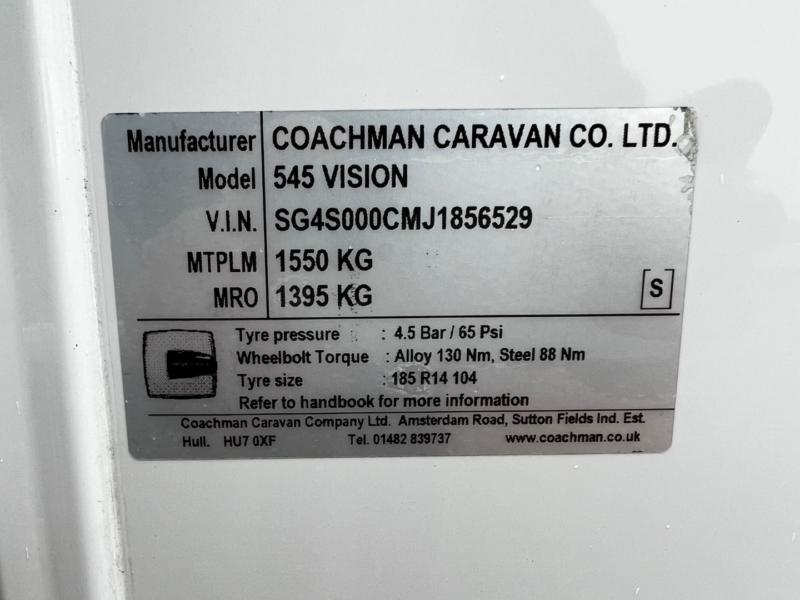 Manufacturer COACHMAN CARAVAN CO. LTD.
Model 545 VISION
V.I.N. SG4S000CMJ1856529
MTPLM 1550 KG
MRO 1395 KG
[S]
Tyre pressure : 4.5 Bar / 65 Psi
Wheelbolt Torque : Alloy 130 Nm, Steel 88 Nm
Tyre size : 185 R14 104
Refer to handbook for more information
Coachman Caravan Company Ltd. Amsterdam Road, Sutton Fields Ind. Est.
Hull. HU7 0XF Tel. 01482 839737 www.coachman.co.uk